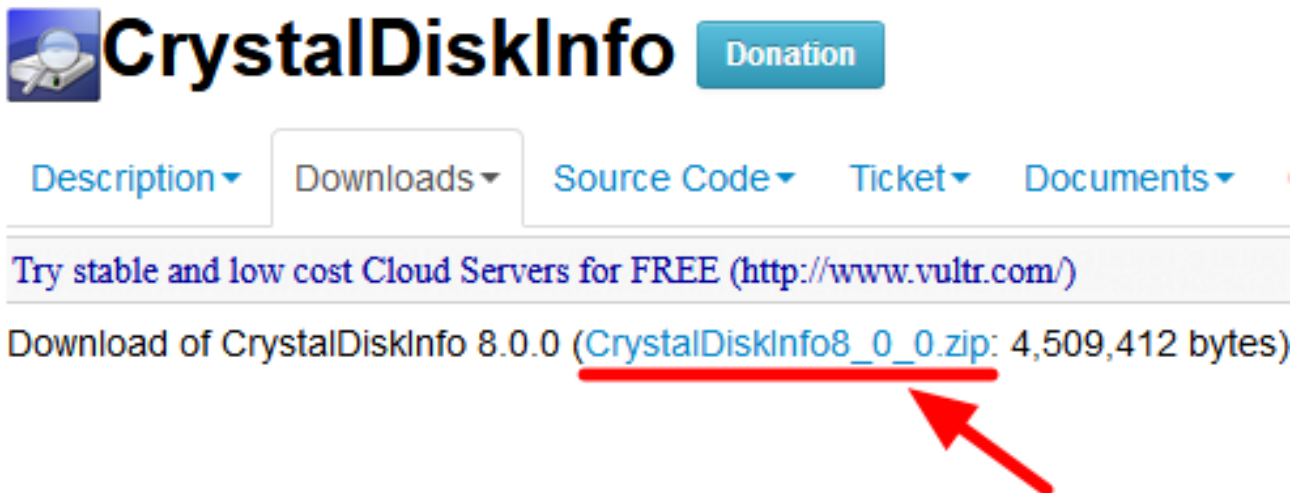 CrystalDiskInfo Donation
Description Downloads Source Code Ticket Documents
Try stable and low cost Cloud Servers for FREE (http://www.vultr.com/)
Download of CrystalDiskInfo 8.0.0 (CrystalDiskInfo8_0_0.zip: 4,509,412 bytes)